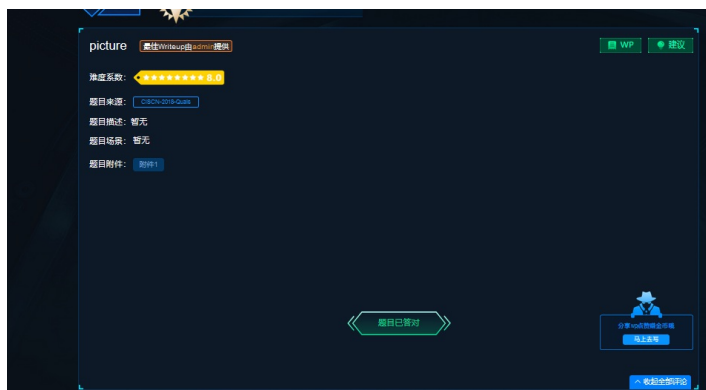 picture 最佳Writeup由admin提供
WP 建议
难度系数: 8.0
题目来源: CISCN-2019-Quals
题目描述: 暂无
题目场景: 暂无
题目附件: 附件1
题目已答对
马上去写
收起全部评论